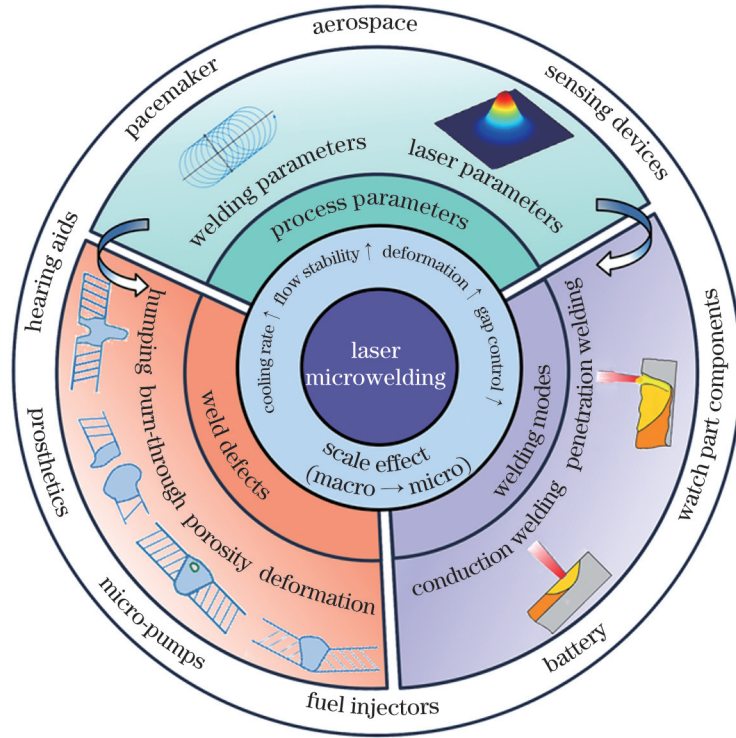 aerospace
sensing devices
watch part components
battery
fuel injectors
micro-pumps
prosthetics
hearing aids
pacemaker
welding parameters
laser parameters
process parameters
penetration welding
conduction welding
welding modes
humping
burn-through
porosity
deformation
weld defects
cooling rate ↑
flow stability ↑
deformation ↑
gap control ↑
scale effect
(macro → micro)
laser
microwelding